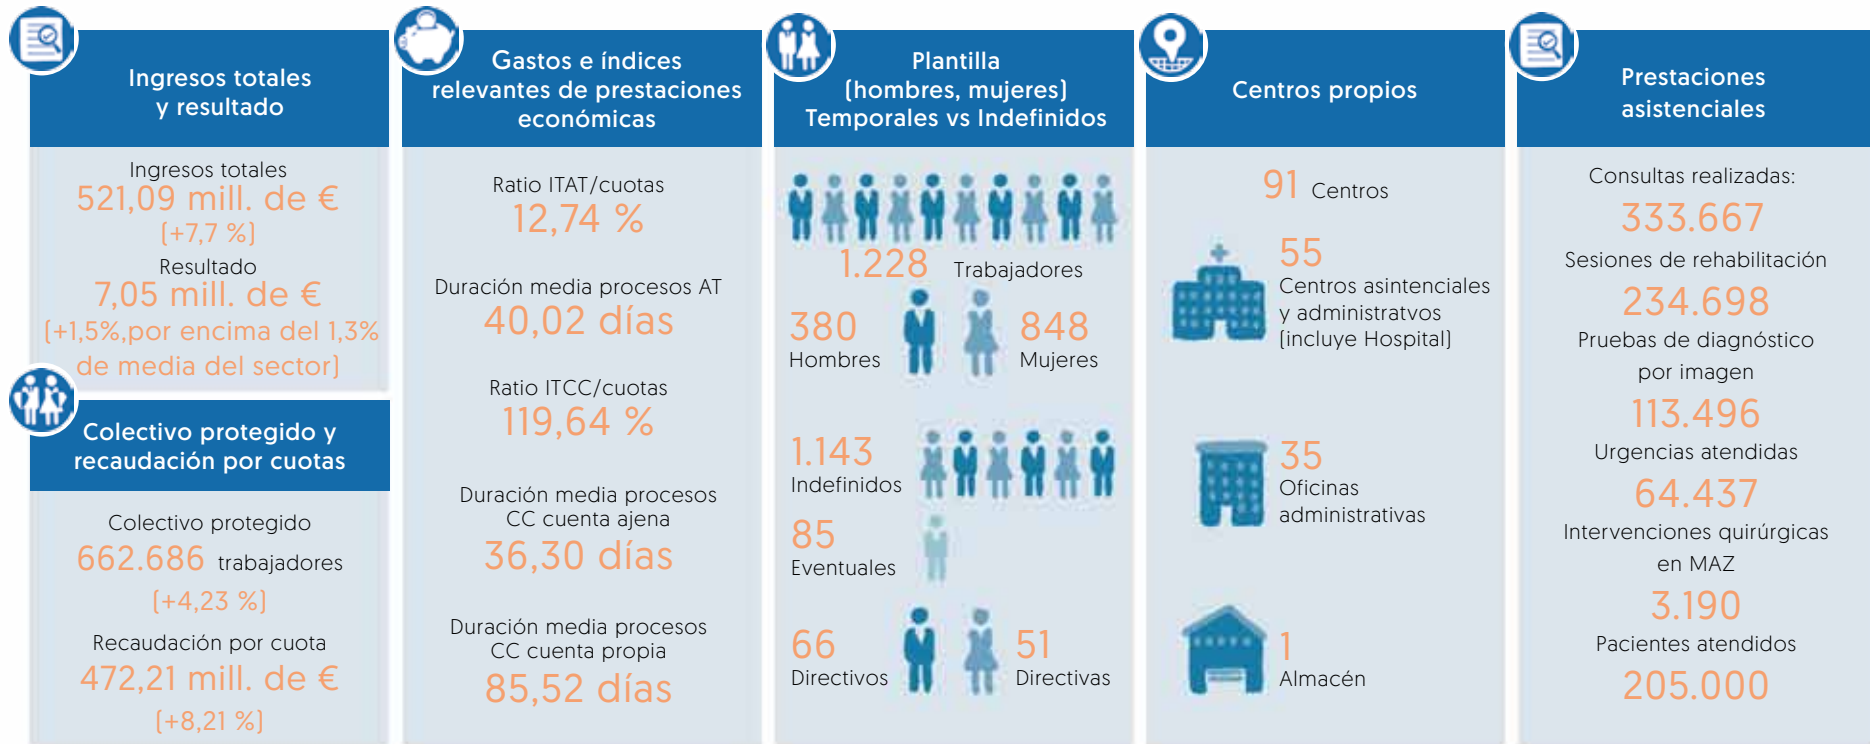 Ingresos totales
y resultado
Ingresos totales
521,09 mill. de €
(+7,7 %)
Resultado
7,05 mill. de €
(+1,5%,por encima del 1,3%
de media del sector)
Colectivo protegido y
recaudación por cuotas
Colectivo protegido
662.686 trabajadores
(+4,23 %)
Recaudación por cuota
472,21 mill. de €
(+8,21 %)
Gastos e índices
relevantes de prestaciones
económicas
Ratio ITAT/cuotas
12,74 %
Duración media procesos AT
40,02 días
Ratio ITCC/cuotas
119,64 %
Duración media procesos
CC cuenta ajena
36,30 días
Duración media procesos
CC cuenta propia
85,52 días
Plantilla
(hombres, mujeres)
Temporales vs Indefinidos
1.228 Trabajadores
380
Hombres
848
Mujeres
1.143
Indefinidos
85
Eventuales
66
Directivos
51
Directivas
Centros propios
91 Centros
55
Centros asintenciales
y administratvos
(incluye Hospital)
35
Oficinas
administrativas
1
Almacén
Prestaciones
asistenciales
Consultas realizadas:
333.667
Sesiones de rehabilitación
234.698
Pruebas de diagnóstico
por imagen
113.496
Urgencias atendidas
64.437
Intervenciones quirúrgicas
en MAZ
3.190
Pacientes atendidos
205.000